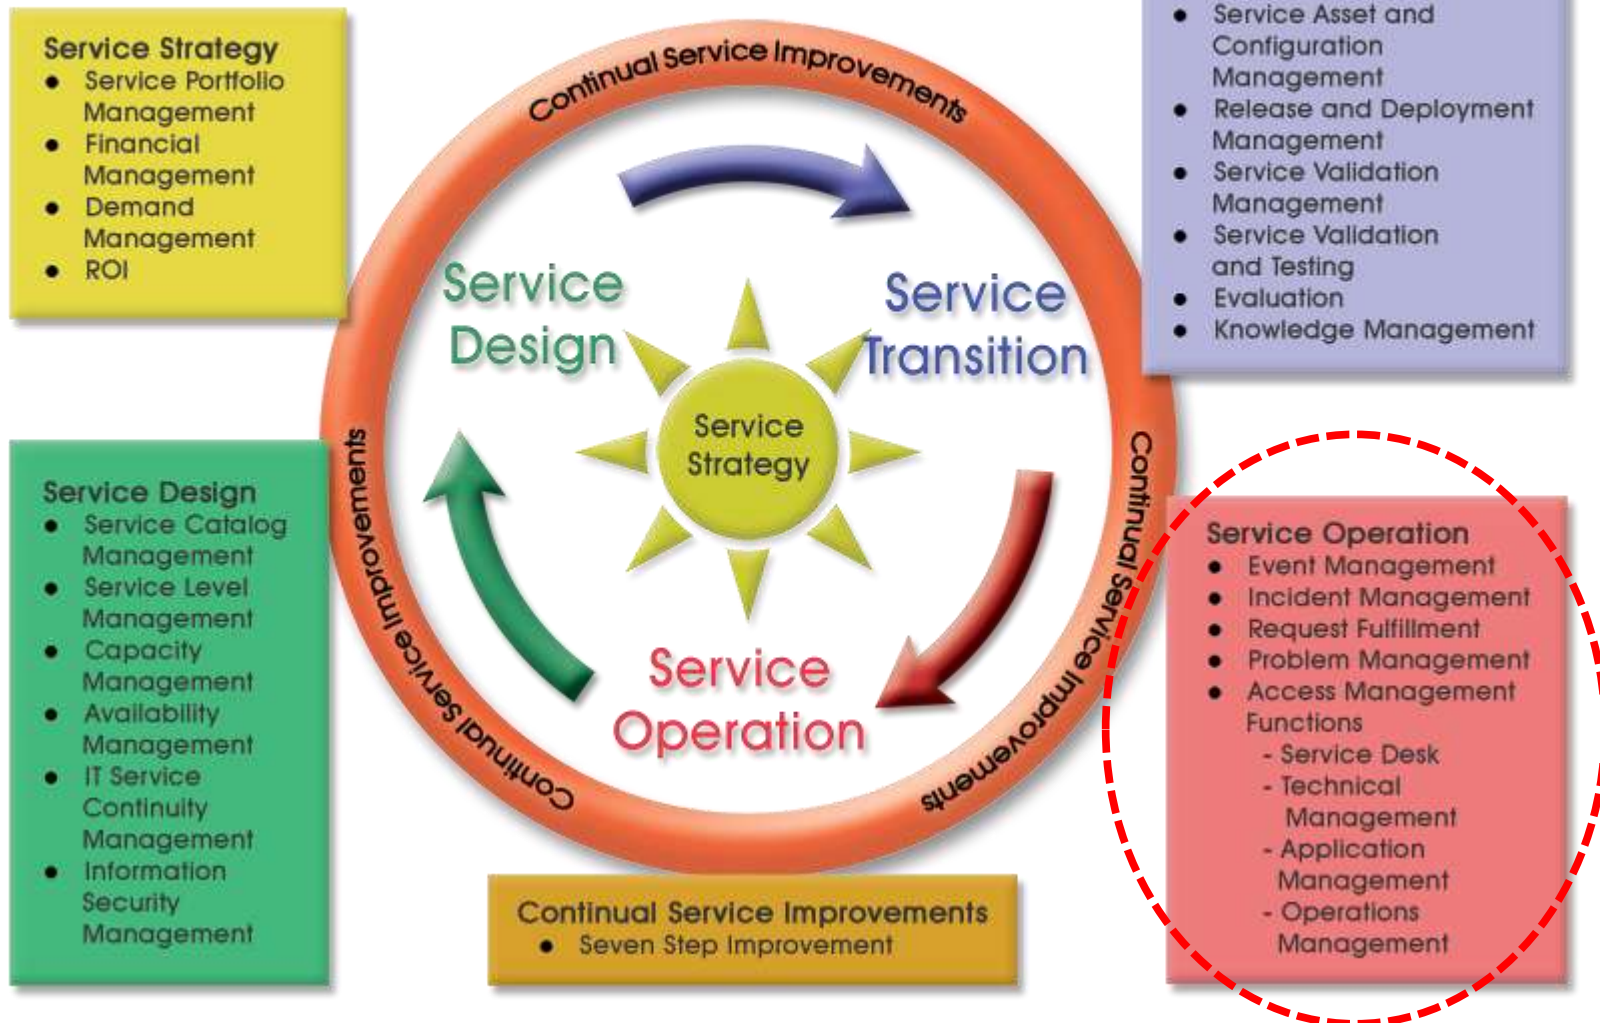 Service Strategy
● Service Portfolio
Management
● Financial
Management
● Demand
Management
● ROI
Continual Service Improvements
● Service Asset and
Configuration
Management
● Release and Deployment
Management
● Service Validation
Management
● Service Validation
and Testing
● Evaluation
● Knowledge Management
Service
Design
Service
Transition
Service
Strategy
Service
Operation
Continual Service Improvements
Continual Service Improvements
Service Design
● Service Catalog
Management
● Service Level
Management
● Capacity
Management
● Availability
Management
● IT Service
Continuity
Management
● Information
Security
Management
Service Operation
● Event Management
● Incident Management
● Request Fulfillment
● Problem Management
● Access Management
Functions
- Service Desk
- Technical
Management
- Application
Management
- Operations
Management
Continual Service Improvements
● Seven Step Improvement